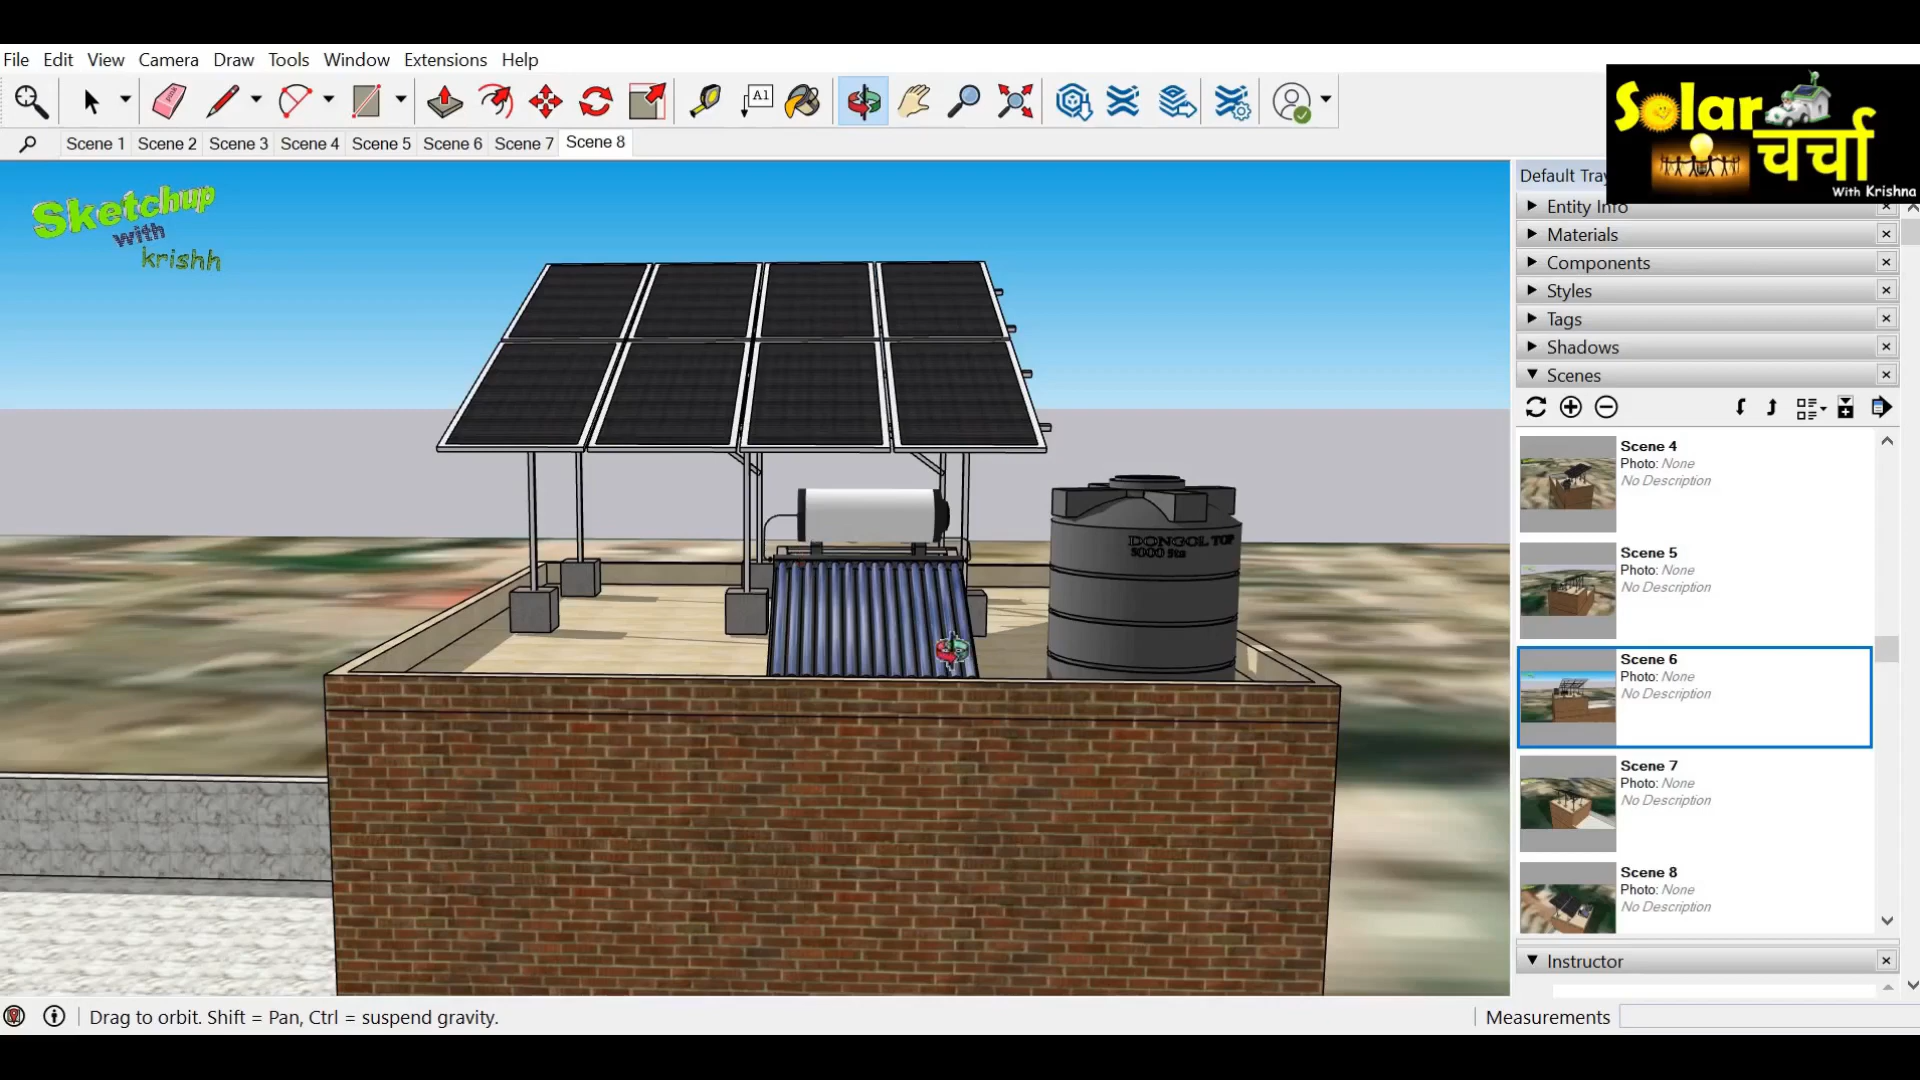 File Edit View Camera Draw Tools Window Extensions Help
A1
Scene 1 Scene 2 Scene 3 Scene 4 Scene 5 Scene 6 Scene 7 Scene 8
Solar
चर्चा
With Krishna
Sketchup
with
krishh
Default Tray
Entity Info
Materials
Components
Styles
Tags
Shadows
Scenes
Scene 4
Photo: None
No Description
Scene 5
Photo: None
No Description
Scene 6
Photo: None
No Description
Scene 7
Photo: None
No Description
Scene 8
Photo: None
No Description
Instructor
DONGOL TOP
Drag to orbit. Shift = Pan, Ctrl = suspend gravity.
Measurements